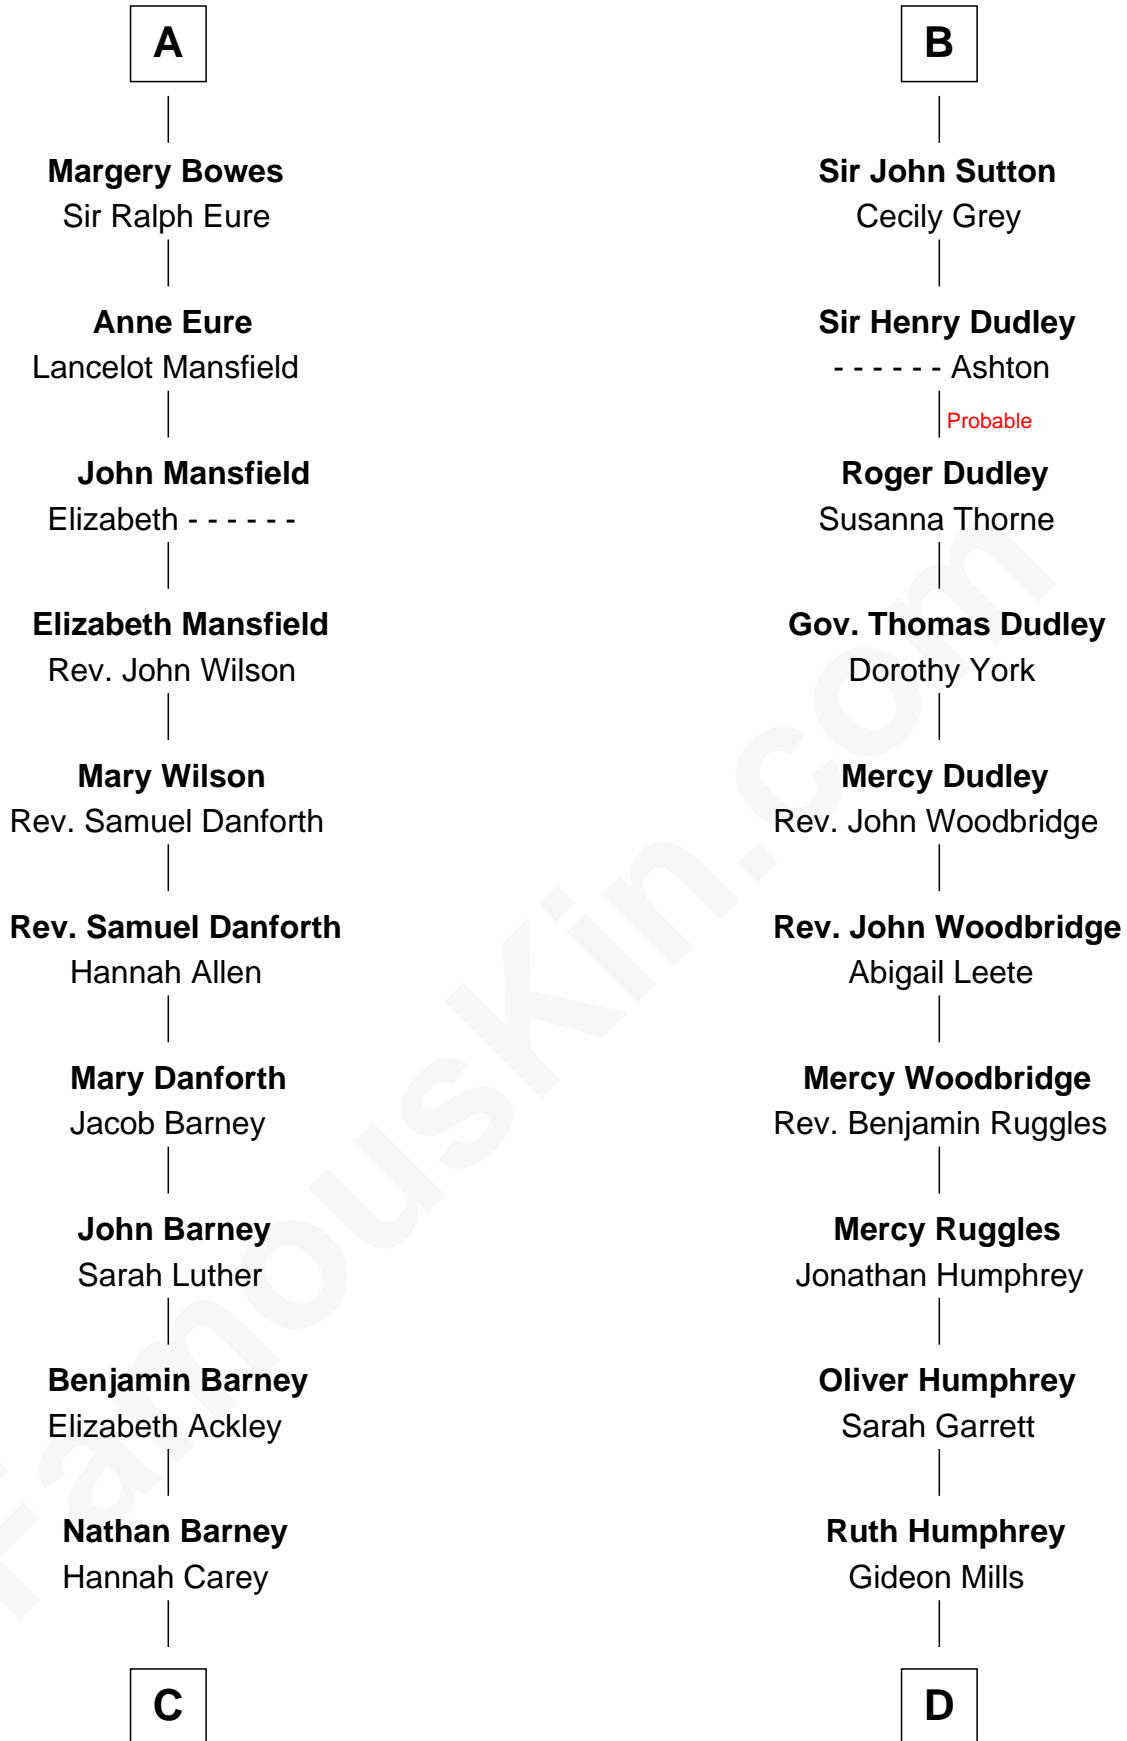 A
Margery Bowes
Sir Ralph Eure
Anne Eure
Lancelot Mansfield
John Mansfield
Elizabeth - - - - - -
Elizabeth Mansfield
Rev. John Wilson
Mary Wilson
Rev. Samuel Danforth
Rev. Samuel Danforth
Hannah Allen
Mary Danforth
Jacob Barney
John Barney
Sarah Luther
Benjamin Barney
Elizabeth Ackley
Nathan Barney
Hannah Carey
C
B
Sir John Sutton
Cecily Grey
Sir Henry Dudley
- - - - - - Ashton
Probable
Roger Dudley
Susanna Thorne
Gov. Thomas Dudley
Dorothy York
Mercy Dudley
Rev. John Woodbridge
Rev. John Woodbridge
Abigail Leete
Mercy Woodbridge
Rev. Benjamin Ruggles
Mercy Ruggles
Jonathan Humphrey
Oliver Humphrey
Sarah Garrett
Ruth Humphrey
Gideon Mills
D
FamousKin.com